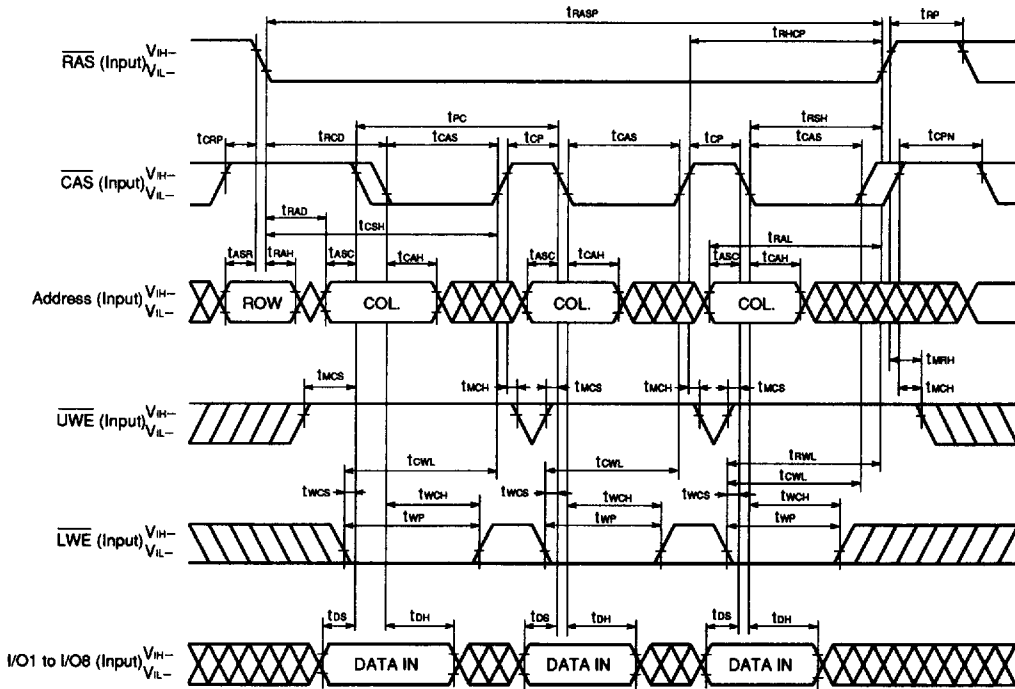 tRASP tRP
tRHCP
RAS (Input) VIH– VIL–
tPC tRSH
tCRP tRCD tCAS tCP tCAS tCP tCAS tCPN
CAS (Input) VIH– VIL–
tRAD
tCSH tRAL
tASR tRAH tASC tCAH tASC tCAH tASC tCAH
Address (Input) VIH– VIL– ROW COL. COL. COL.
tMRH
tMCS tMCH tMCS tMCH tMCS tMCH
UWE (Input) VIH– VIL–
tRWL
tCWL tCWL tCWL
tWCS tWCH tWCS tWCH tWCS tWCH
tWP tWP tWP
LWE (Input) VIH– VIL–
tDS tDH tDS tDH tDS tDH
I/O1 to I/O8 (Input) VIH– VIL– DATA IN DATA IN DATA IN